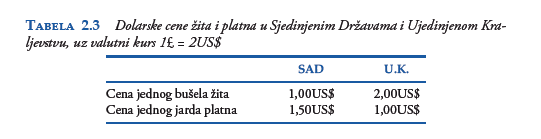 TABELA 2.3 Dolarske cene žita i platna u Sjedinjenim Državama i Ujedinjenom Kra-
ljevstvu, uz valutni kurs 1£ = 2US$
SAD U.K.
Cena jednog bušela žita 1,00US$ 2,00US$
Cena jednog jarda platna 1,50US$ 1,00US$